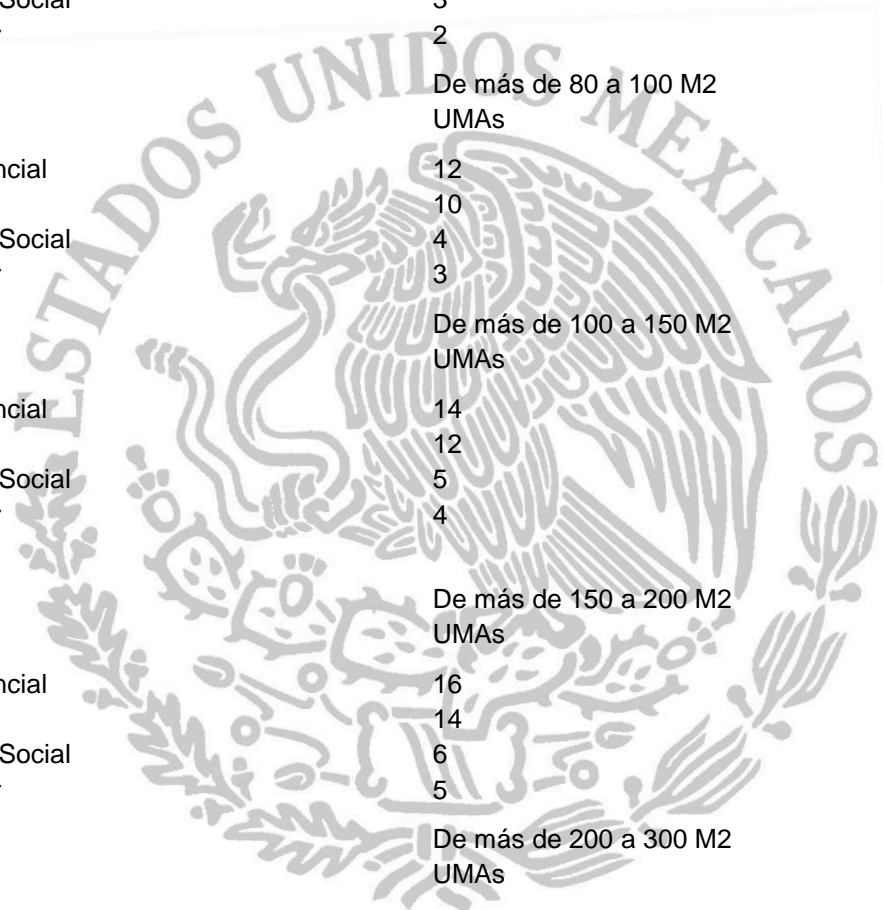 Social 3
2
De más de 80 a 100 M2
UMAs
ncial 12
10
Social 4
3
De más de 100 a 150 M2
UMAs
ncial 14
12
Social 5
4
De más de 150 a 200 M2
UMAs
ncial 16
14
Social 6
5
De más de 200 a 300 M2
UMAs
ESTADOS UNIDOS MEXICANOS